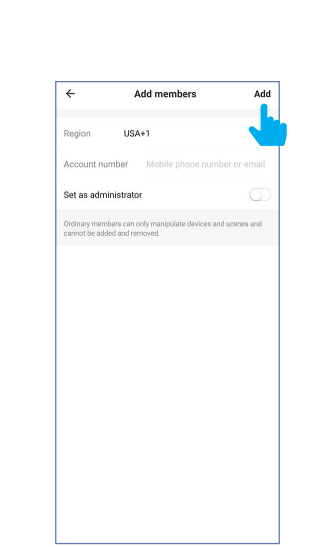 Add members Add
Region USA+1
Account number Mobile phone number or email
Set as administrator
Ordinary members can only manipulate devices and scenes and
cannot be added and removed.